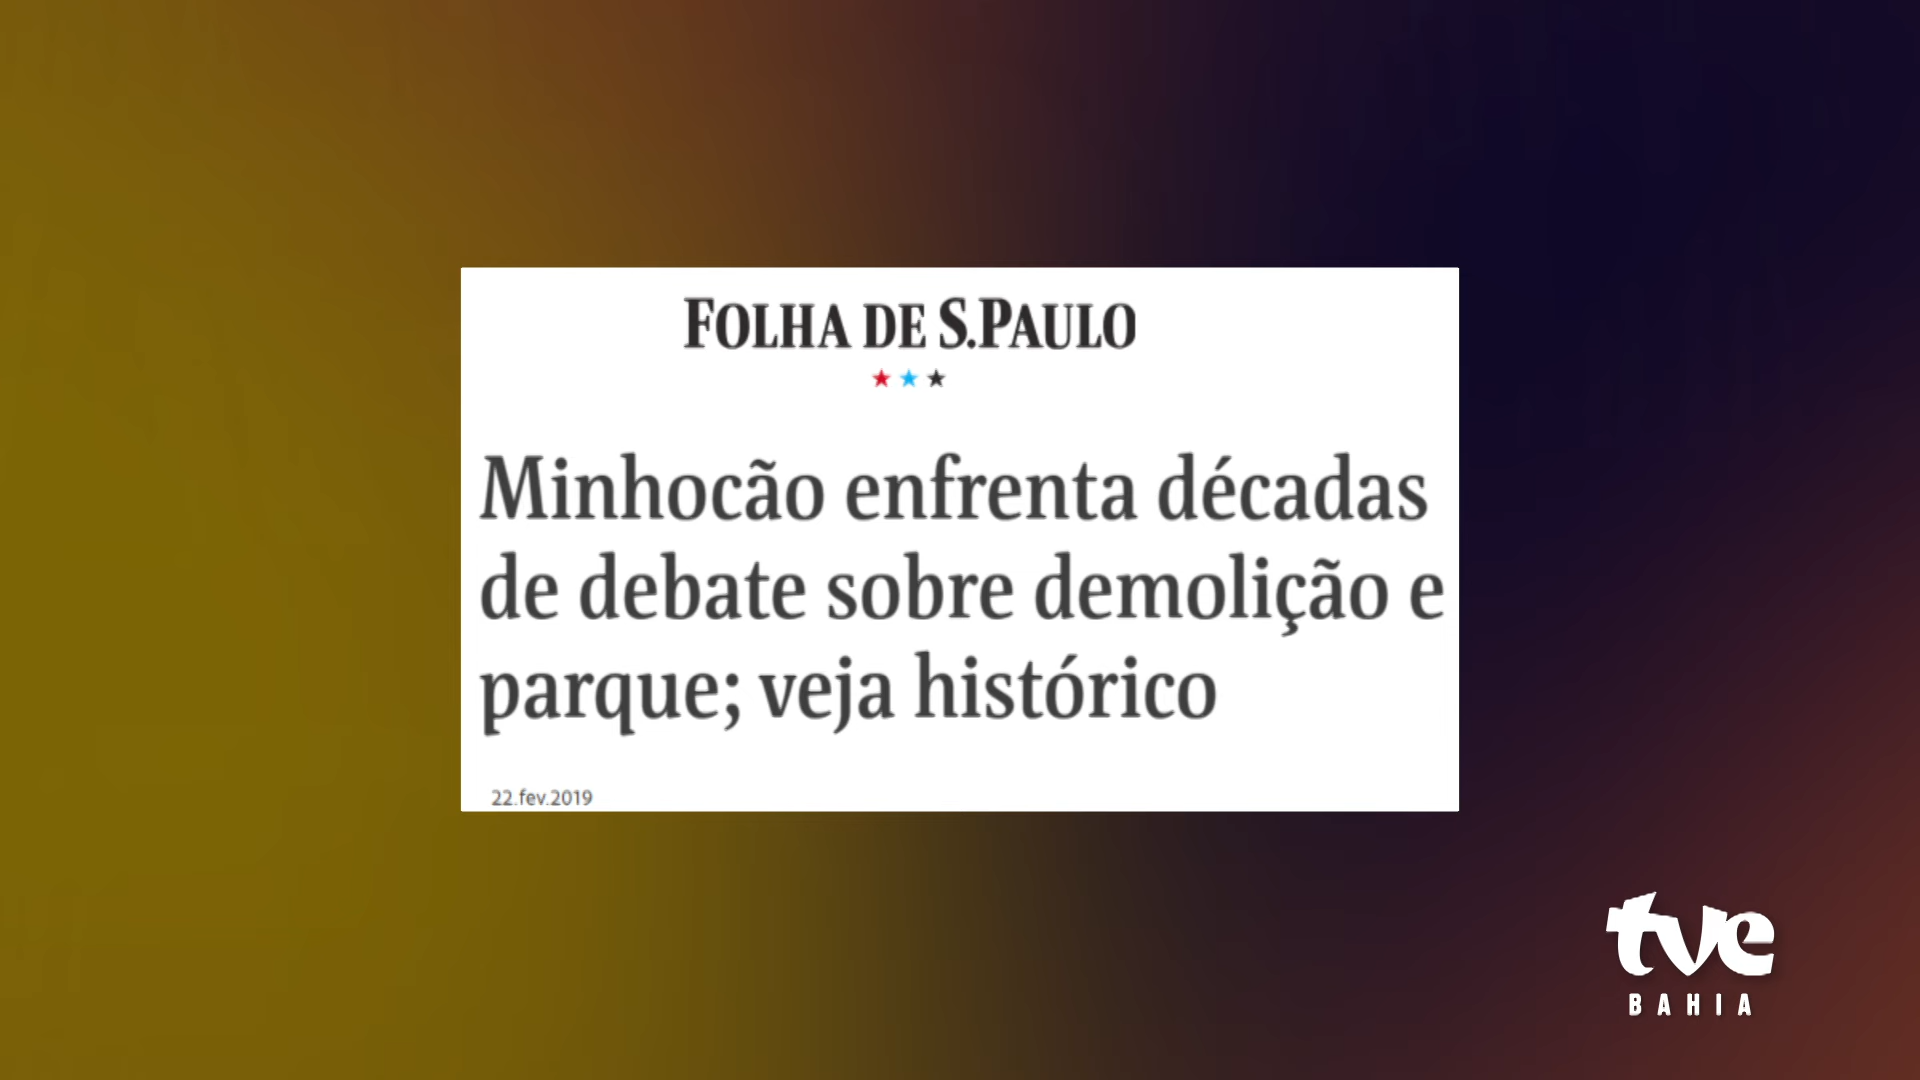 FOLHA DE S.PAULO
Minhocão enfrenta décadas
de debate sobre demolição e
parque; veja histórico
22.fev.2019
tve
BAHIA